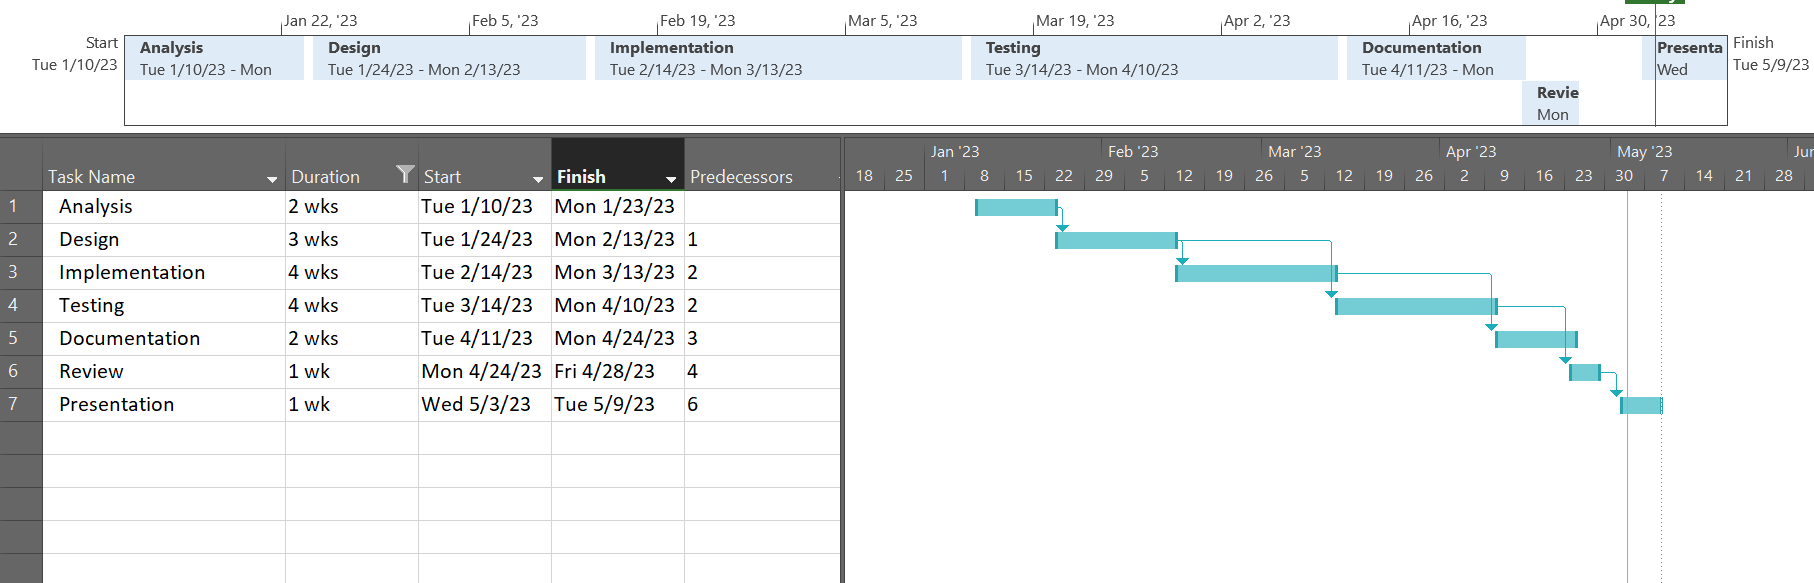 Jan 22, '23 Feb 5, '23 Feb 19, '23 Mar 5, '23 Mar 19, '23 Apr 2, '23 Apr 16, '23 Apr 30, '23
Start
Tue 1/10/23
Analysis
Tue 1/10/23 - Mon
Design
Tue 1/24/23 - Mon 2/13/23
Implementation
Tue 2/14/23 - Mon 3/13/23
Testing
Tue 3/14/23 - Mon 4/10/23
Documentation
Tue 4/11/23 - Mon
Presenta
Wed
Finish
Tue 5/9/23
Revie
Mon
Task Name Duration Start Finish Predecessors
1 Analysis 2 wks Tue 1/10/23 Mon 1/23/23
2 Design 3 wks Tue 1/24/23 Mon 2/13/23 1
3 Implementation 4 wks Tue 2/14/23 Mon 3/13/23 2
4 Testing 4 wks Tue 3/14/23 Mon 4/10/23 2
5 Documentation 2 wks Tue 4/11/23 Mon 4/24/23 3
6 Review 1 wk Mon 4/24/23 Fri 4/28/23 4
7 Presentation 1 wk Wed 5/3/23 Tue 5/9/23 6
Jan '23 Feb '23 Mar '23 Apr '23 May '23 Jun
18 25 1 8 15 22 29 5 12 19 26 5 12 19 26 2 9 16 23 30 7 14 21 28